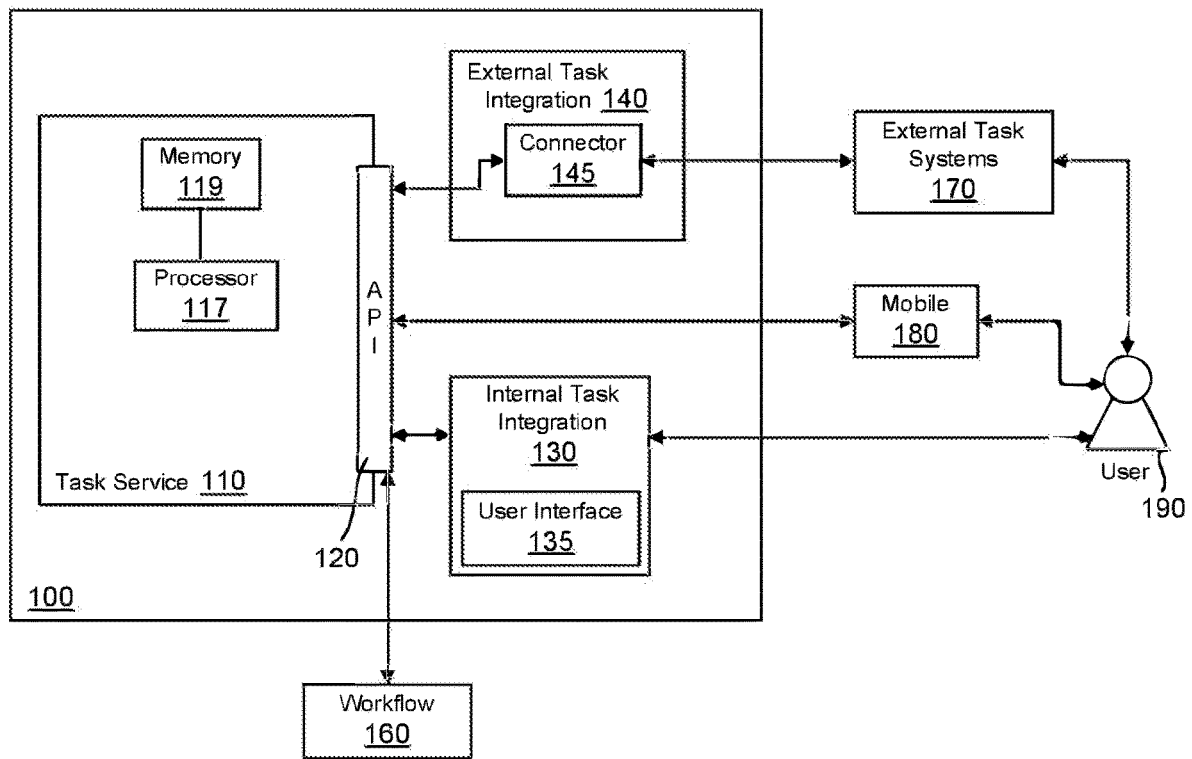 External Task
Integration 140
Connector
145
External Task
Systems
170
Memory
119
Processor
117
A
P
I
Mobile
180
Internal Task
Integration
130
User Interface
135
User
190
Task Service 110
120
100
Workflow
160